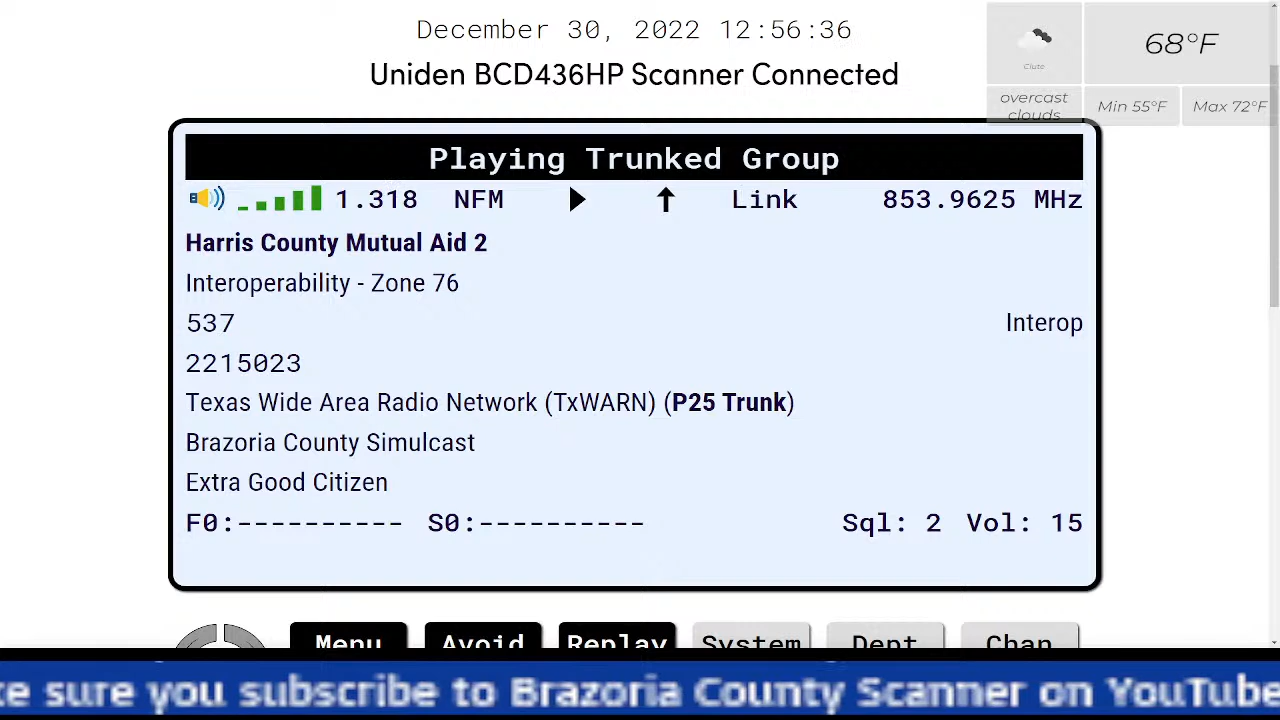 December 30, 2022 12:56:36
Uniden BCD436HP Scanner Connected
Clute
68°F
overcast
clouds
Min 55°F
Max 72°F
Playing Trunked Group
1.318 NFM Link 853.9625 MHz
Harris County Mutual Aid 2
Interoperability - Zone 76
537 Interop
2215023
Texas Wide Area Radio Network (TxWARN) (P25 Trunk)
Brazoria County Simulcast
Extra Good Citizen
F0:---------- S0:---------- Sql: 2 Vol: 15
Menu Avoid Replay System Dept Chan
ke sure you subscribe to Brazoria County Scanner on YouTube